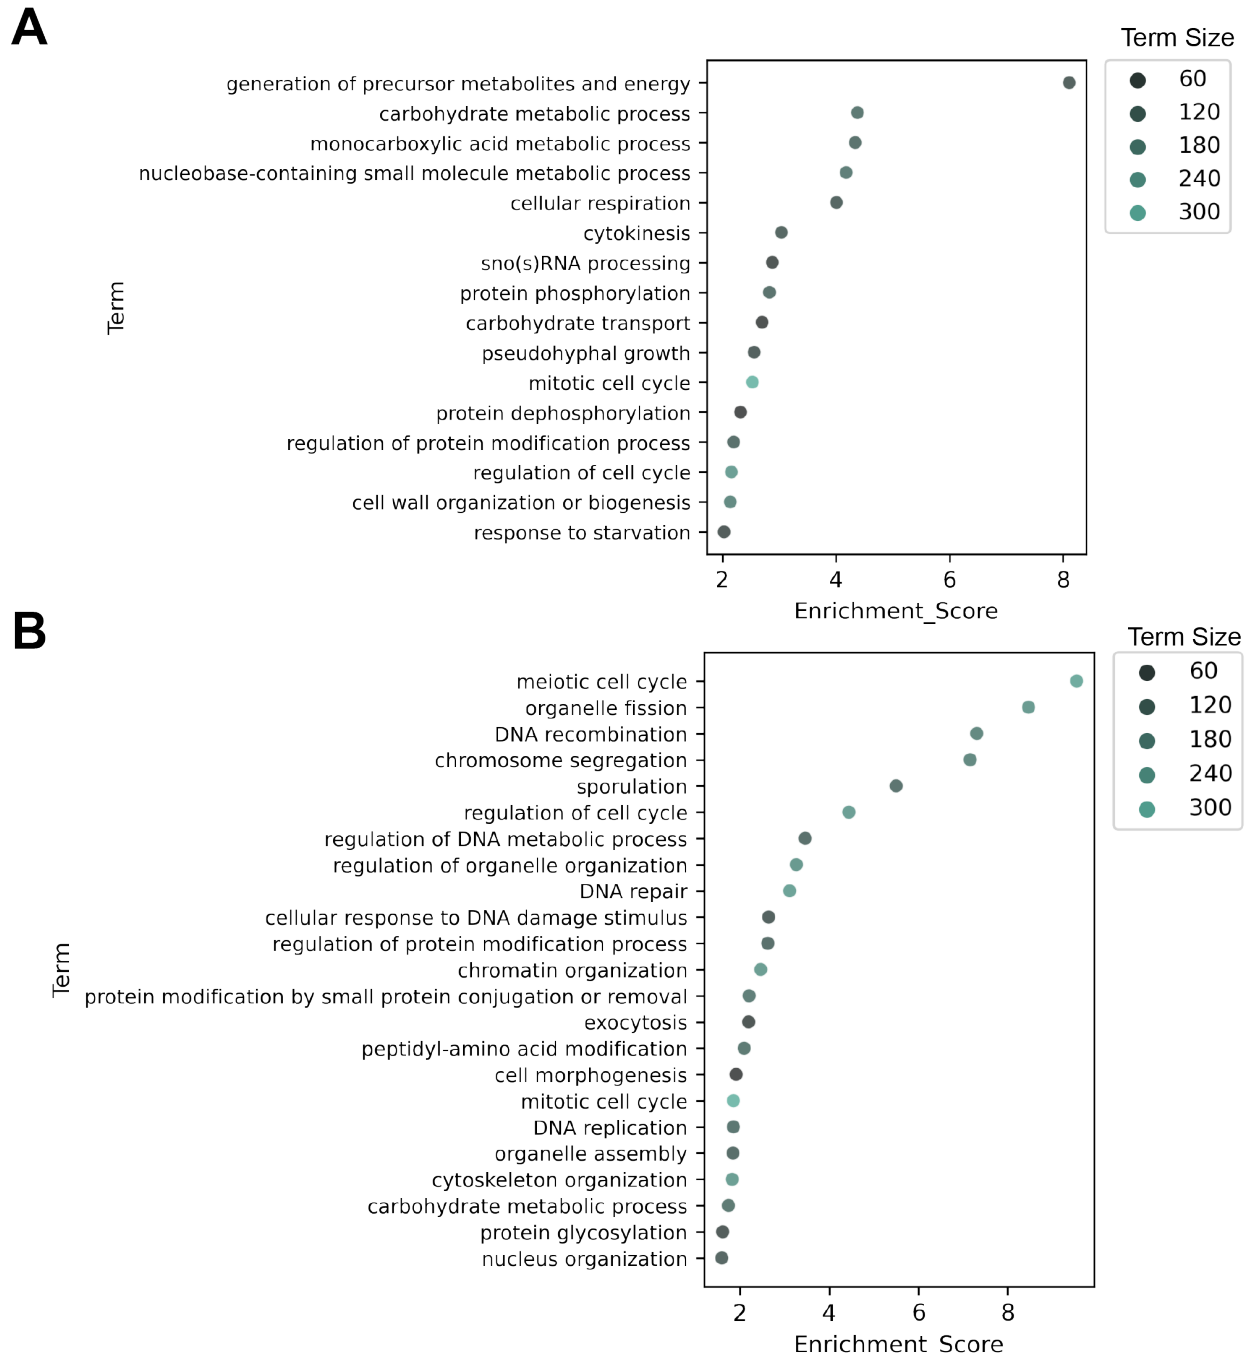 A
Term Size
generation of precursor metabolites and energy
60
carbohydrate metabolic process
120
monocarboxylic acid metabolic process
180
nucleobase-containing small molecule metabolic process
240
cellular respiration
300
cytokinesis
sno(s)RNA processing
protein phosphorylation
carbohydrate transport
pseudohyphal growth
mitotic cell cycle
protein dephosphorylation
regulation of protein modification process
regulation of cell cycle
cell wall organization or biogenesis
response to starvation
Term
2 4 6 8
Enrichment_Score
B
Term Size
60
meiotic cell cycle
120
organelle fission
180
DNA recombination
240
chromosome segregation
300
sporulation
regulation of cell cycle
regulation of DNA metabolic process
regulation of organelle organization
DNA repair
cellular response to DNA damage stimulus
regulation of protein modification process
chromatin organization
protein modification by small protein conjugation or removal
exocytosis
peptidyl-amino acid modification
cell morphogenesis
mitotic cell cycle
DNA replication
organelle assembly
cytoskeleton organization
carbohydrate metabolic process
protein glycosylation
nucleus organization
Term
2 4 6 8
Enrichment_Score